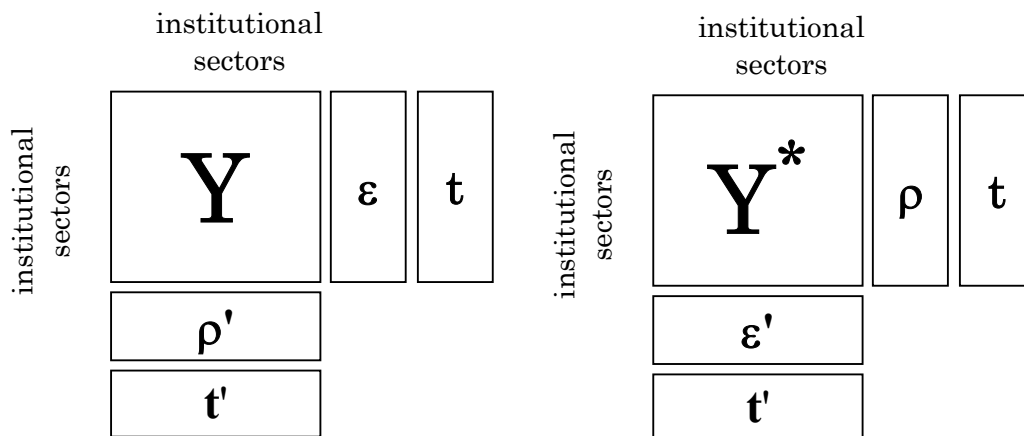 institutional
sectors
institutional
sectors
Y
ε
t
ρ'
t'
institutional
sectors
institutional
sectors
Y*
ρ
t
ε'
t'